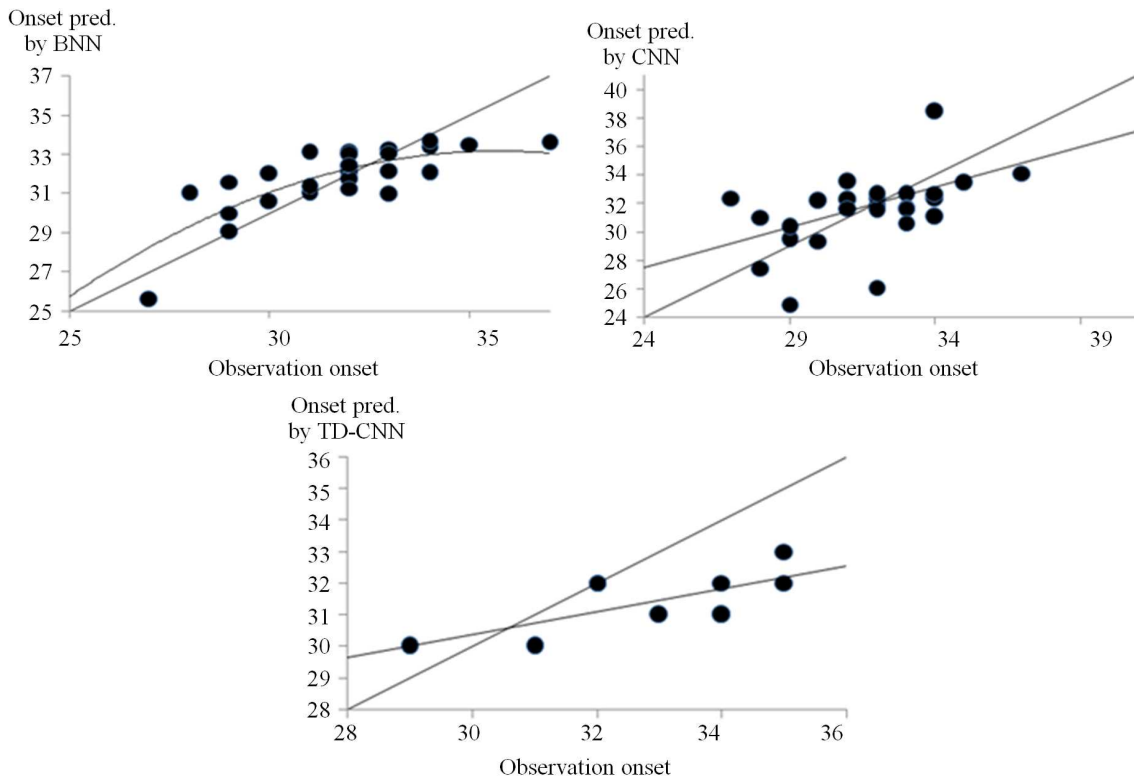 Onset pred.
by BNN
37
35
33
31
29
27
25
25 30 35
Observation onset
Onset pred.
by CNN
40
38
36
34
32
30
28
26
24
24 29 34 39
Observation onset
Onset pred.
by TD-CNN
36
35
34
33
32
31
30
29
28
28 30 32 34 36
Observation onset